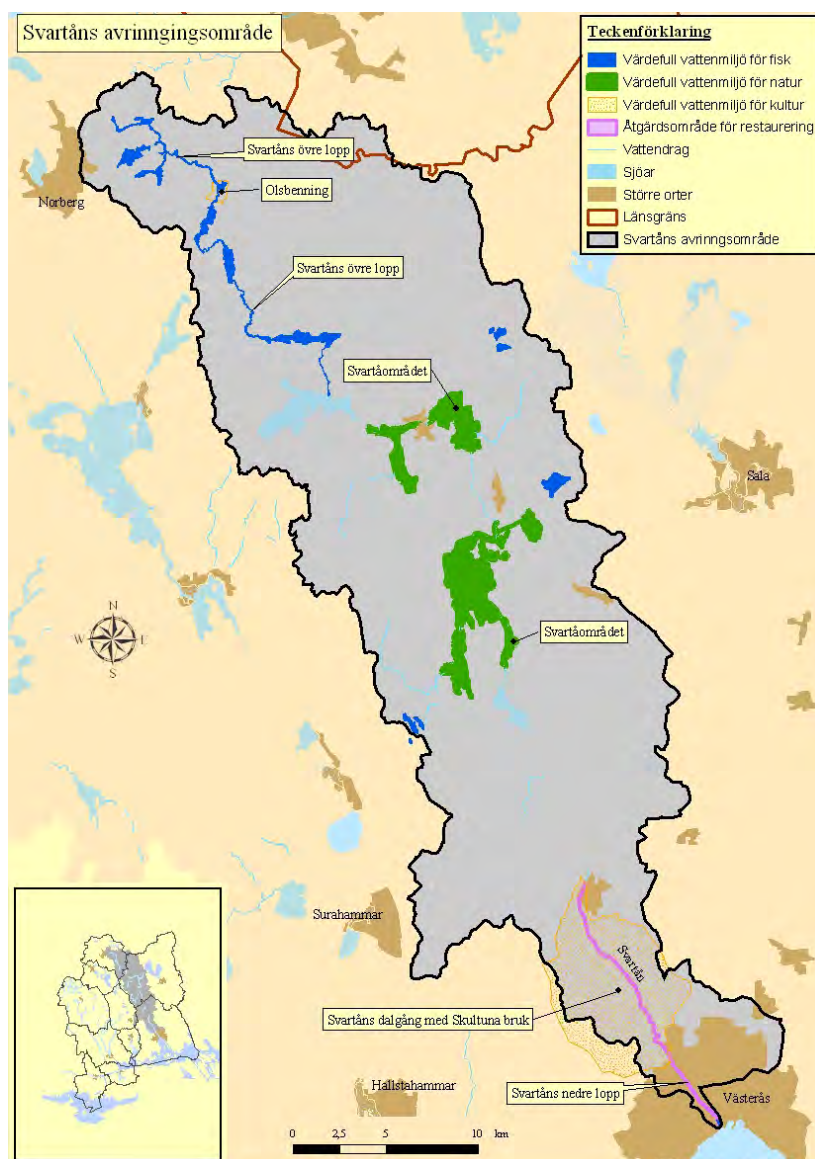 Svartåns avrinningsområde
Teckenförklaring
Värdefull vattenmiljö för fisk
Värdefull vattenmiljö för natur
Värdefull vattenmiljö för kultur
Åtgärdsområde för restaurering
Vattendrag
Sjöar
Större orter
Länsgräns
Svartåns avrinngsområde
Svartåns övre lopp
Olsbenning
Norberg
Svartåns övre lopp
Svartåområdet
Sala
N
W E
S
Svartåområdet
Surahammar
Svartån
Svartåns dalgång med Skultuna bruk
Hallstahammar
Svartåns nedre lopp
Västerås
0 2,5 5 10 km